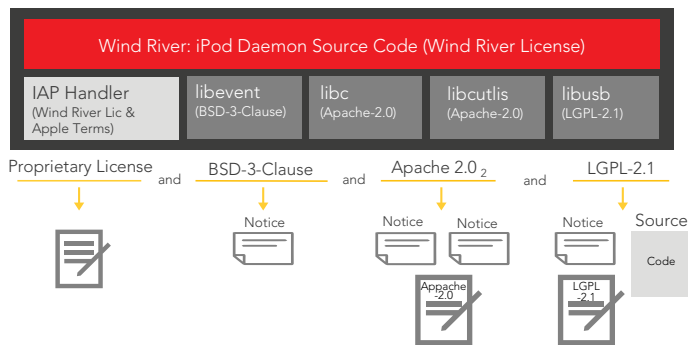 Wind River: iPod Daemon Source Code (Wind River License)
IAP Handler
(Wind River Lic &
Apple Terms)
libevent
(BSD-3-Clause)
libc
(Apache-2.0)
libcutlis
(Apache-2.0)
libusb
(LGPL-2.1)
Proprietary License
and
BSD-3-Clause
and
Apache 2.0 2
and
LGPL-2.1
Notice
Notice
Notice
Notice
Source
Code
Appache
-2.0
LGPL
-2.1